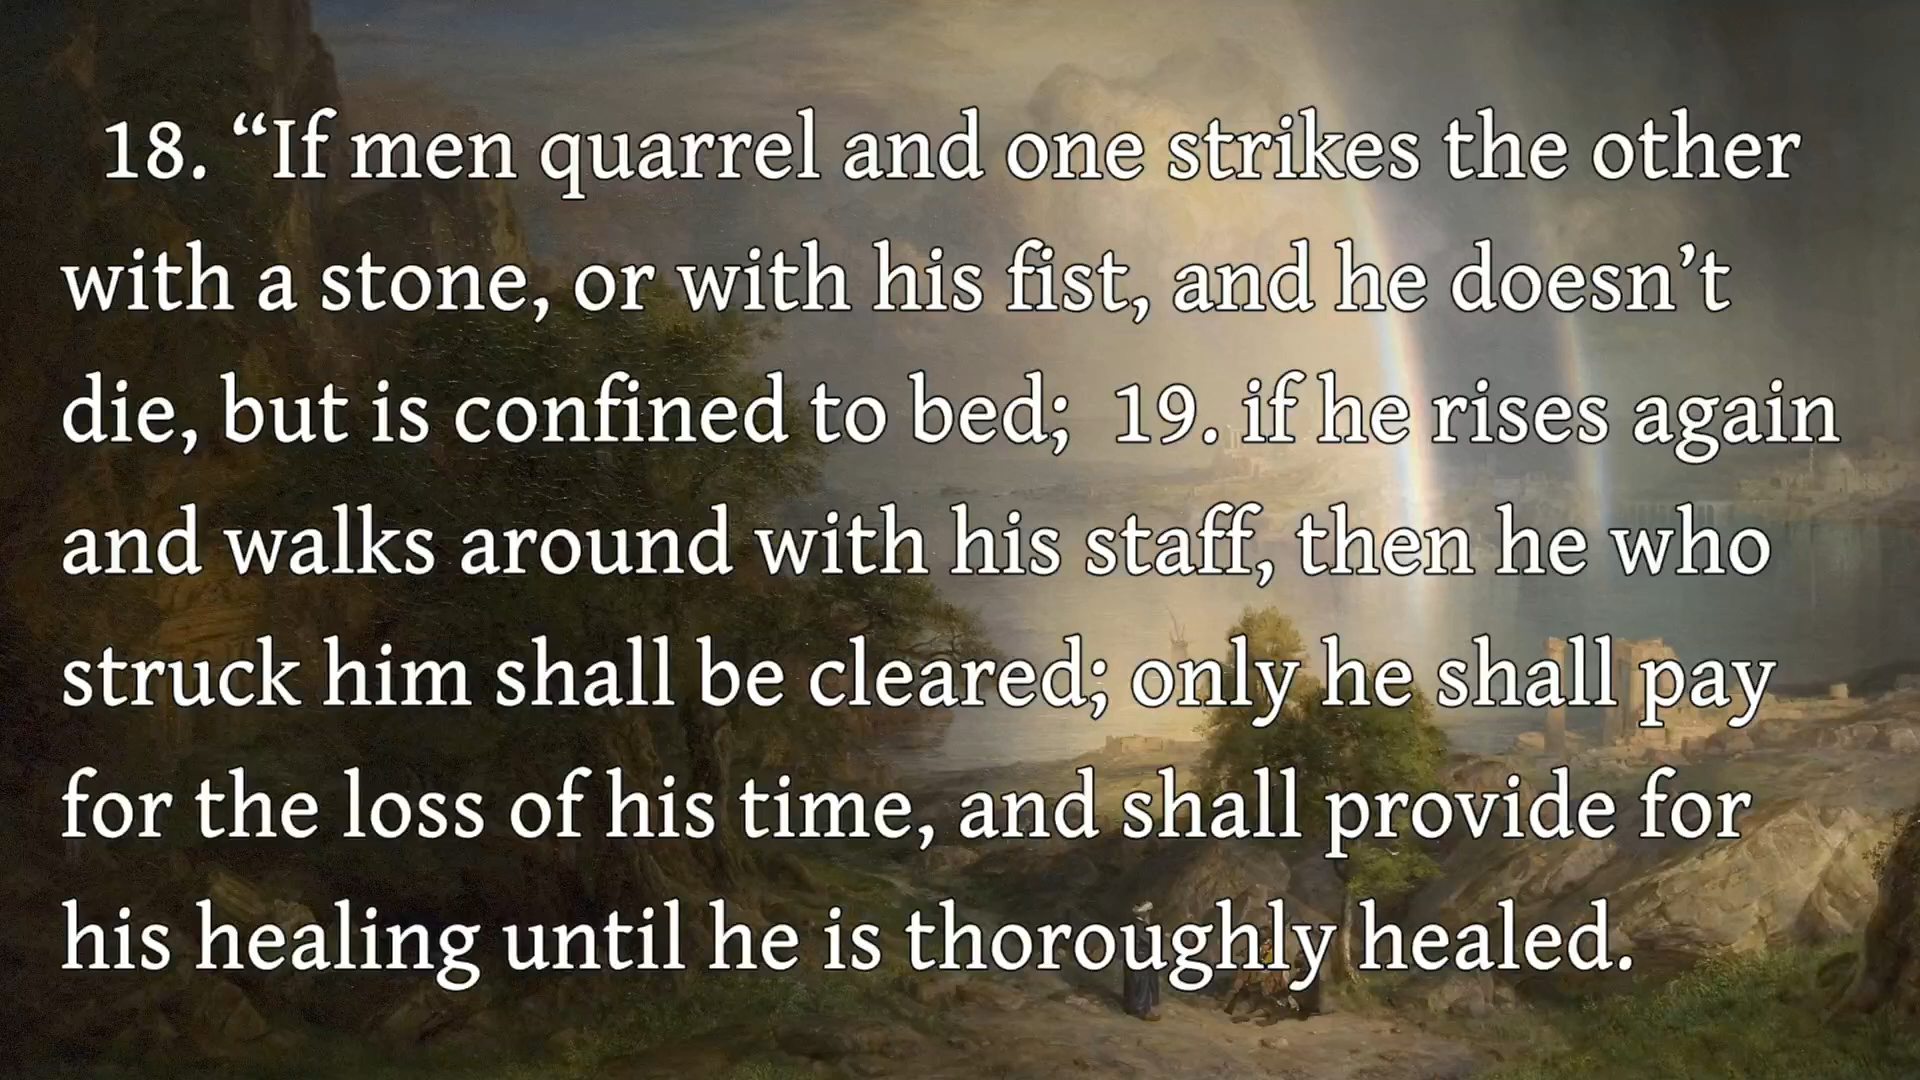 18. “If men quarrel and one strikes the other
with a stone, or with his fist, and he doesn’t
die, but is confined to bed; 19. if he rises again
and walks around with his staff, then he who
struck him shall be cleared; only he shall pay
for the loss of his time, and shall provide for
his healing until he is thoroughly healed.